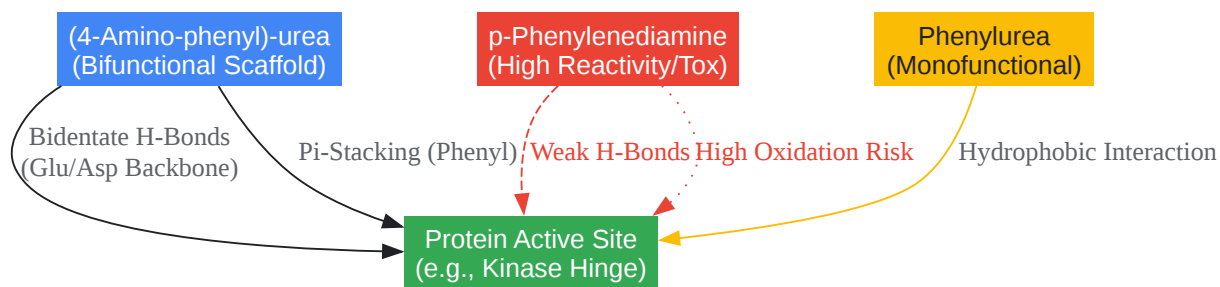 (4-Amino-phenyl)-urea
(Bifunctional Scaffold)
p-Phenylenediamine
(High Reactivity/Tox)
Phenylurea
(Monofunctional)
Bidentate H-Bonds
(Glu/Asp Backbone)
Pi-Stacking (Phenyl)
Weak H-Bonds
High Oxidation Risk
Hydrophobic Interaction
Protein Active Site
(e.g., Kinase Hinge)